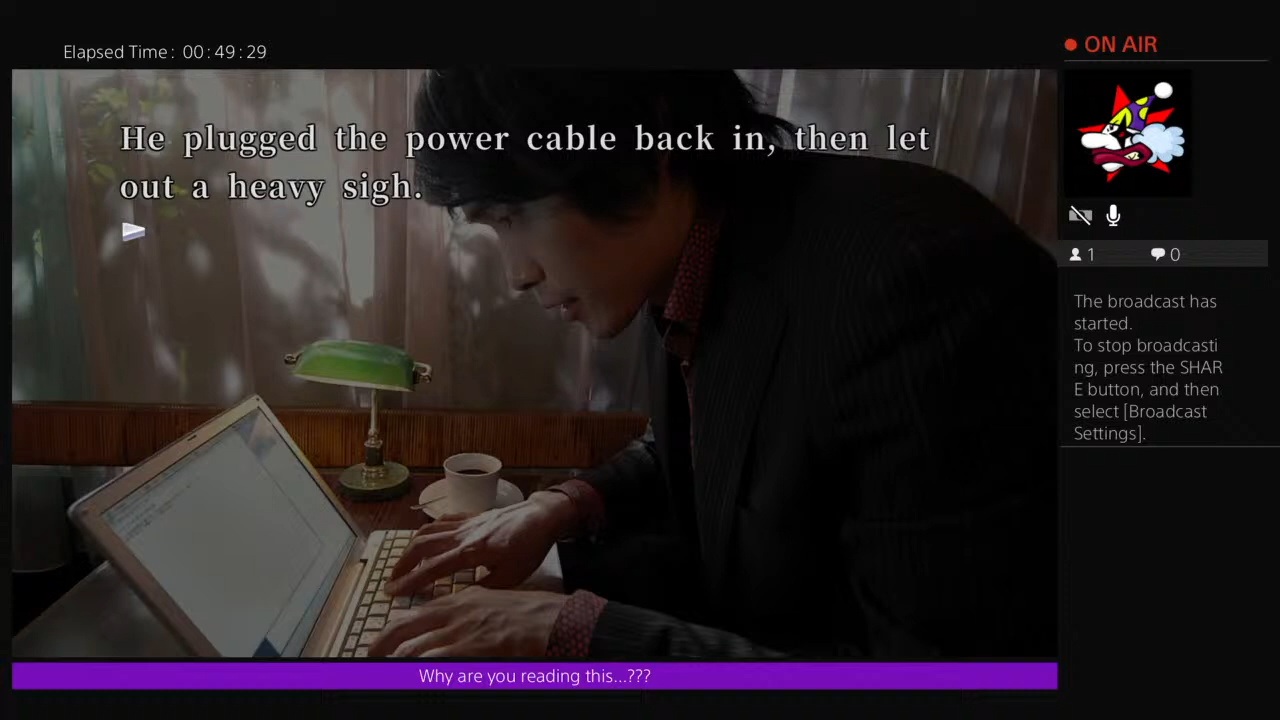 Elapsed Time: 00:49:29
ON AIR
He plugged the power cable back in, then let
out a heavy sigh.
1
0
The broadcast has
started.
To stop broadcasti
ng, press the SHAR
E button, and then
select [Broadcast
Settings].
Why are you reading this...???